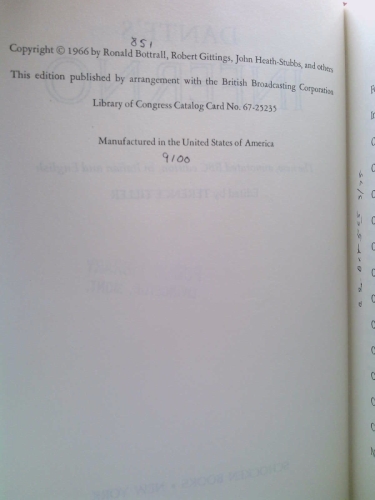 851
Copyright © 1966 by Ronald Bottrall, Robert Gittings, John Heath-Stubbs, and others
This edition published by arrangement with the British Broadcasting Corporation
Library of Congress Catalog Card No. 67-25235
Manufactured in the United States of America
9100